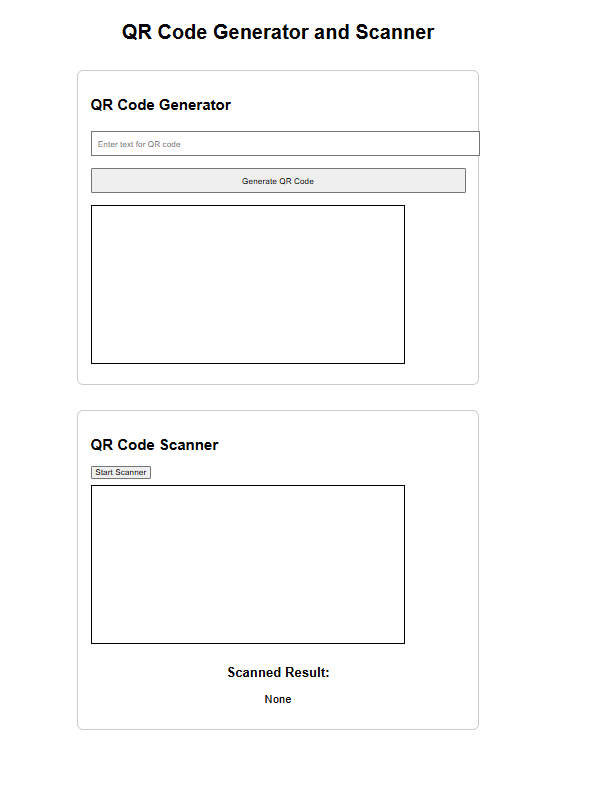 QR Code Generator and Scanner
QR Code Generator
Enter text for QR code
Generate QR Code
QR Code Scanner
Start Scanner
Scanned Result:
None